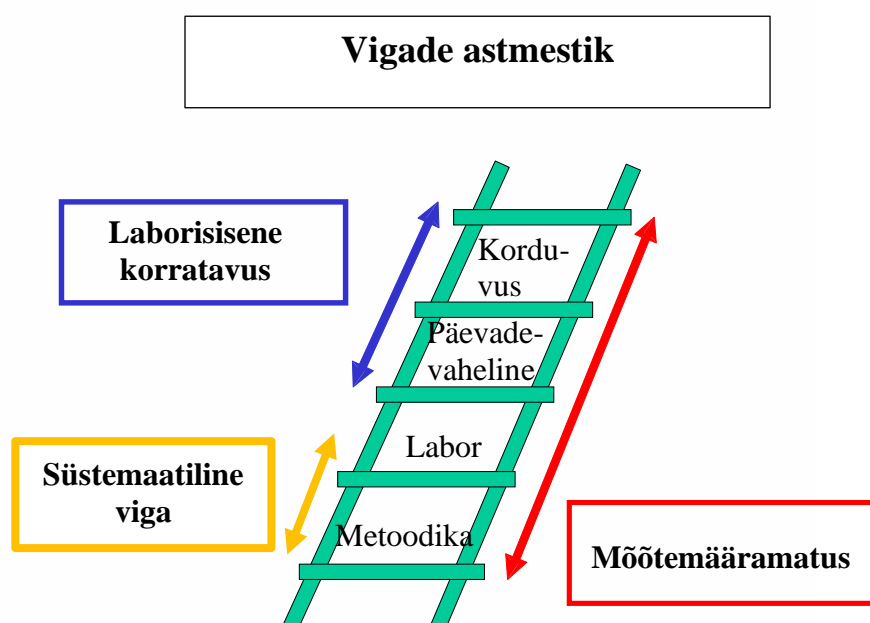 Vigade astmestik
Laborisisene
korratavus
Kordu-
vus
Päevade-
vaheline
Labor
Süstemaatiline
viga
Metoodika
Mõõtemääramatus